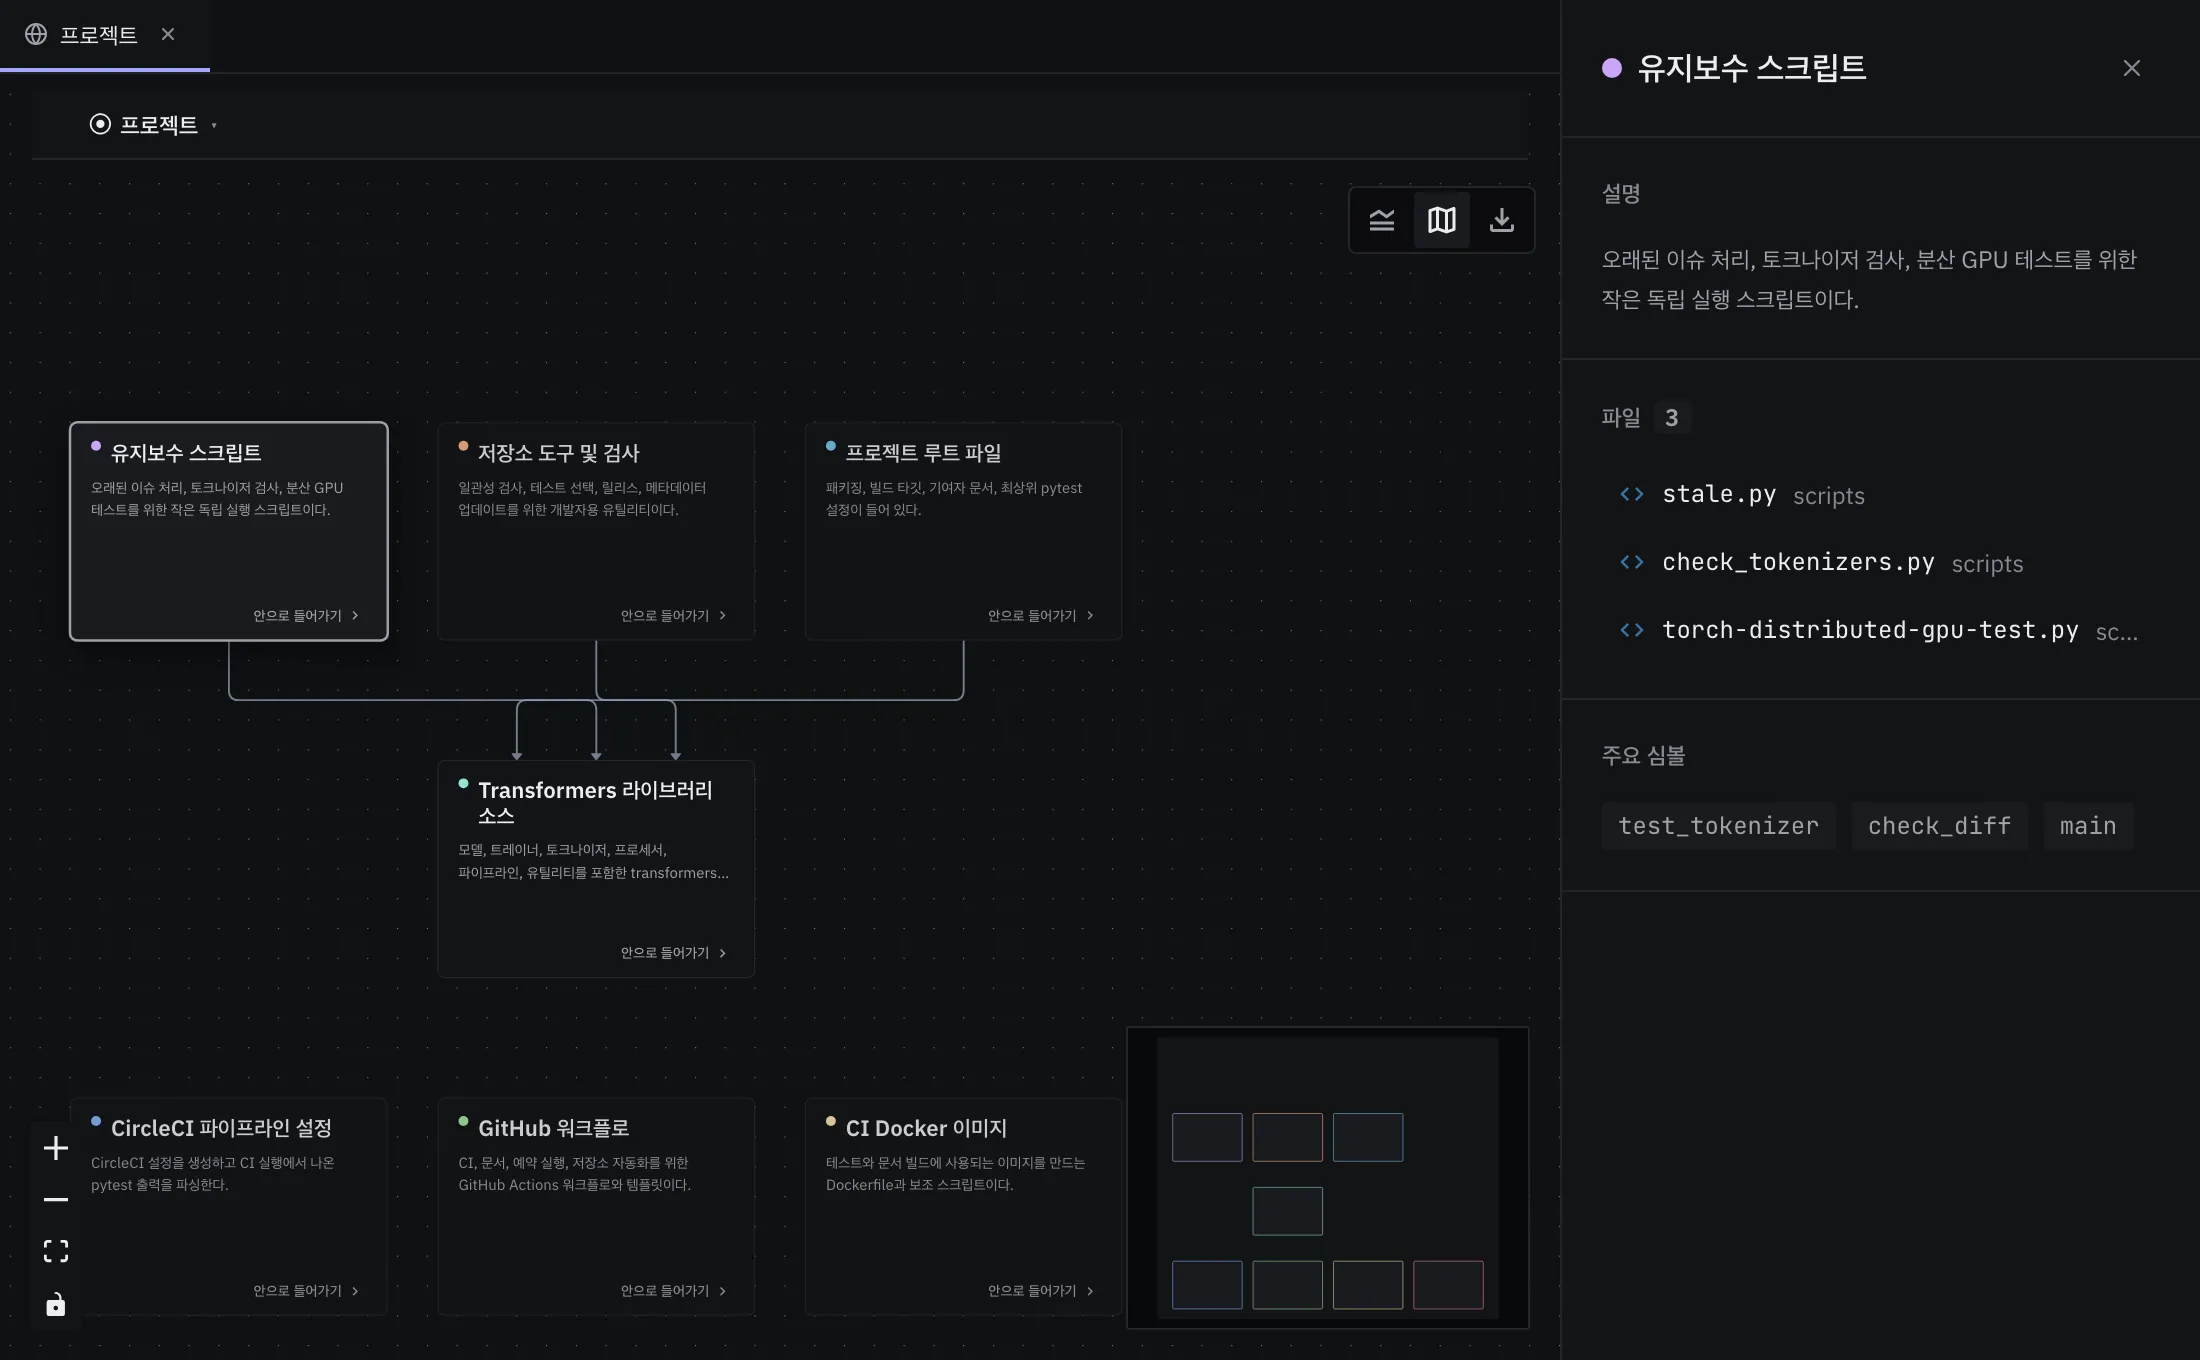 프로젝트
프로젝트
유지보수 스크립트
오래된 이슈 처리, 토크나이저 검사, 분산 GPU
테스트를 위한 작은 독립 실행 스크립트이다.
안으로 들어가기
저장소 도구 및 검사
일관성 검사, 테스트 선택, 릴리스, 메타데이터
업데이트를 위한 개발자용 유틸리티이다.
안으로 들어가기
프로젝트 루트 파일
패키징, 빌드 타깃, 기여자 문서, 최상위 pytest
설정이 들어 있다.
안으로 들어가기
Transformers 라이브러리
소스
모델, 트레이너, 토크나이저, 프로세서,
파이프라인, 유틸리티를 포함한 transformers...
안으로 들어가기
CircleCI 파이프라인 설정
CircleCI 설정을 생성하고 CI 실행에서 나온
pytest 출력을 파싱한다.
안으로 들어가기
GitHub 워크플로
CI, 문서, 예약 실행, 저장소 자동화를 위한
GitHub Actions 워크플로와 템플릿이다.
안으로 들어가기
CI Docker 이미지
테스트와 문서 빌드에 사용되는 이미지를 만드는
Dockerfile과 보조 스크립트이다.
안으로 들어가기
유지보수 스크립트
설명
오래된 이슈 처리, 토크나이저 검사, 분산 GPU 테스트를 위한
작은 독립 실행 스크립트이다.
파일 3
stale.py scripts
check_tokenizers.py scripts
torch-distributed-gpu-test.py sc...
주요 심볼
test_tokenizer check_diff main